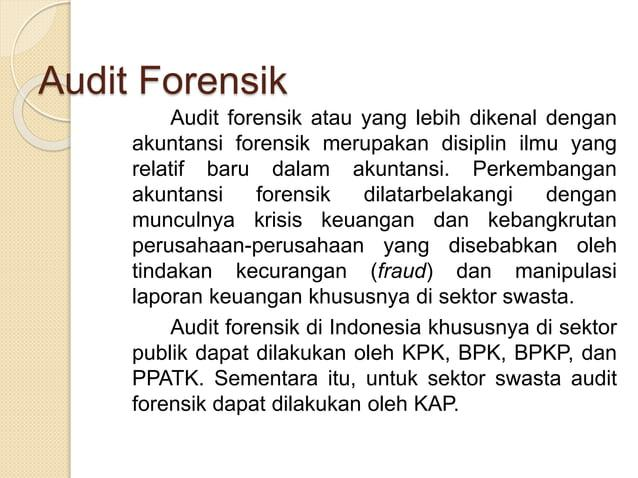 Audit Forensik
Audit forensik atau yang lebih dikenal dengan
akuntansi forensik merupakan disiplin ilmu yang
relatif baru dalam akuntansi. Perkembangan
akuntansi forensik dilatarbelakangi dengan
munculnya krisis keuangan dan kebangkrutan
perusahaan-perusahaan yang disebabkan oleh
tindakan kecurangan (fraud) dan manipulasi
laporan keuangan khususnya di sektor swasta.
Audit forensik di Indonesia khususnya di sektor
publik dapat dilakukan oleh KPK, BPK, BPKP, dan
PPATK. Sementara itu, untuk sektor swasta audit
forensik dapat dilakukan oleh KAP.